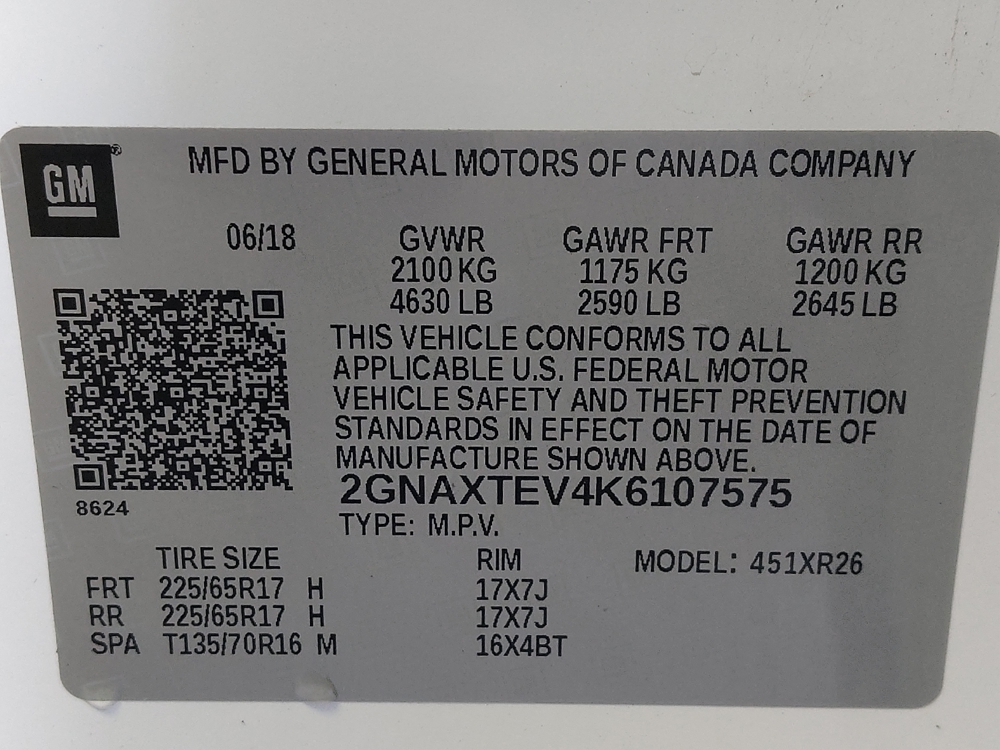 GM ®
MFD BY GENERAL MOTORS OF CANADA COMPANY
06/18 GVWR GAWR FRT GAWR RR
2100 KG 1175 KG 1200 KG
4630 LB 2590 LB 2645 LB
THIS VEHICLE CONFORMS TO ALL
APPLICABLE U.S. FEDERAL MOTOR
VEHICLE SAFETY AND THEFT PREVENTION
STANDARDS IN EFFECT ON THE DATE OF
MANUFACTURE SHOWN ABOVE.
2GNAXTEV4K6107575
8624
TYPE: M.P.V.
TIRE SIZE RIM MODEL: 451XR26
FRT 225/65R17 H 17X7J
RR 225/65R17 H 17X7J
SPA T135/70R16 M 16X4BT